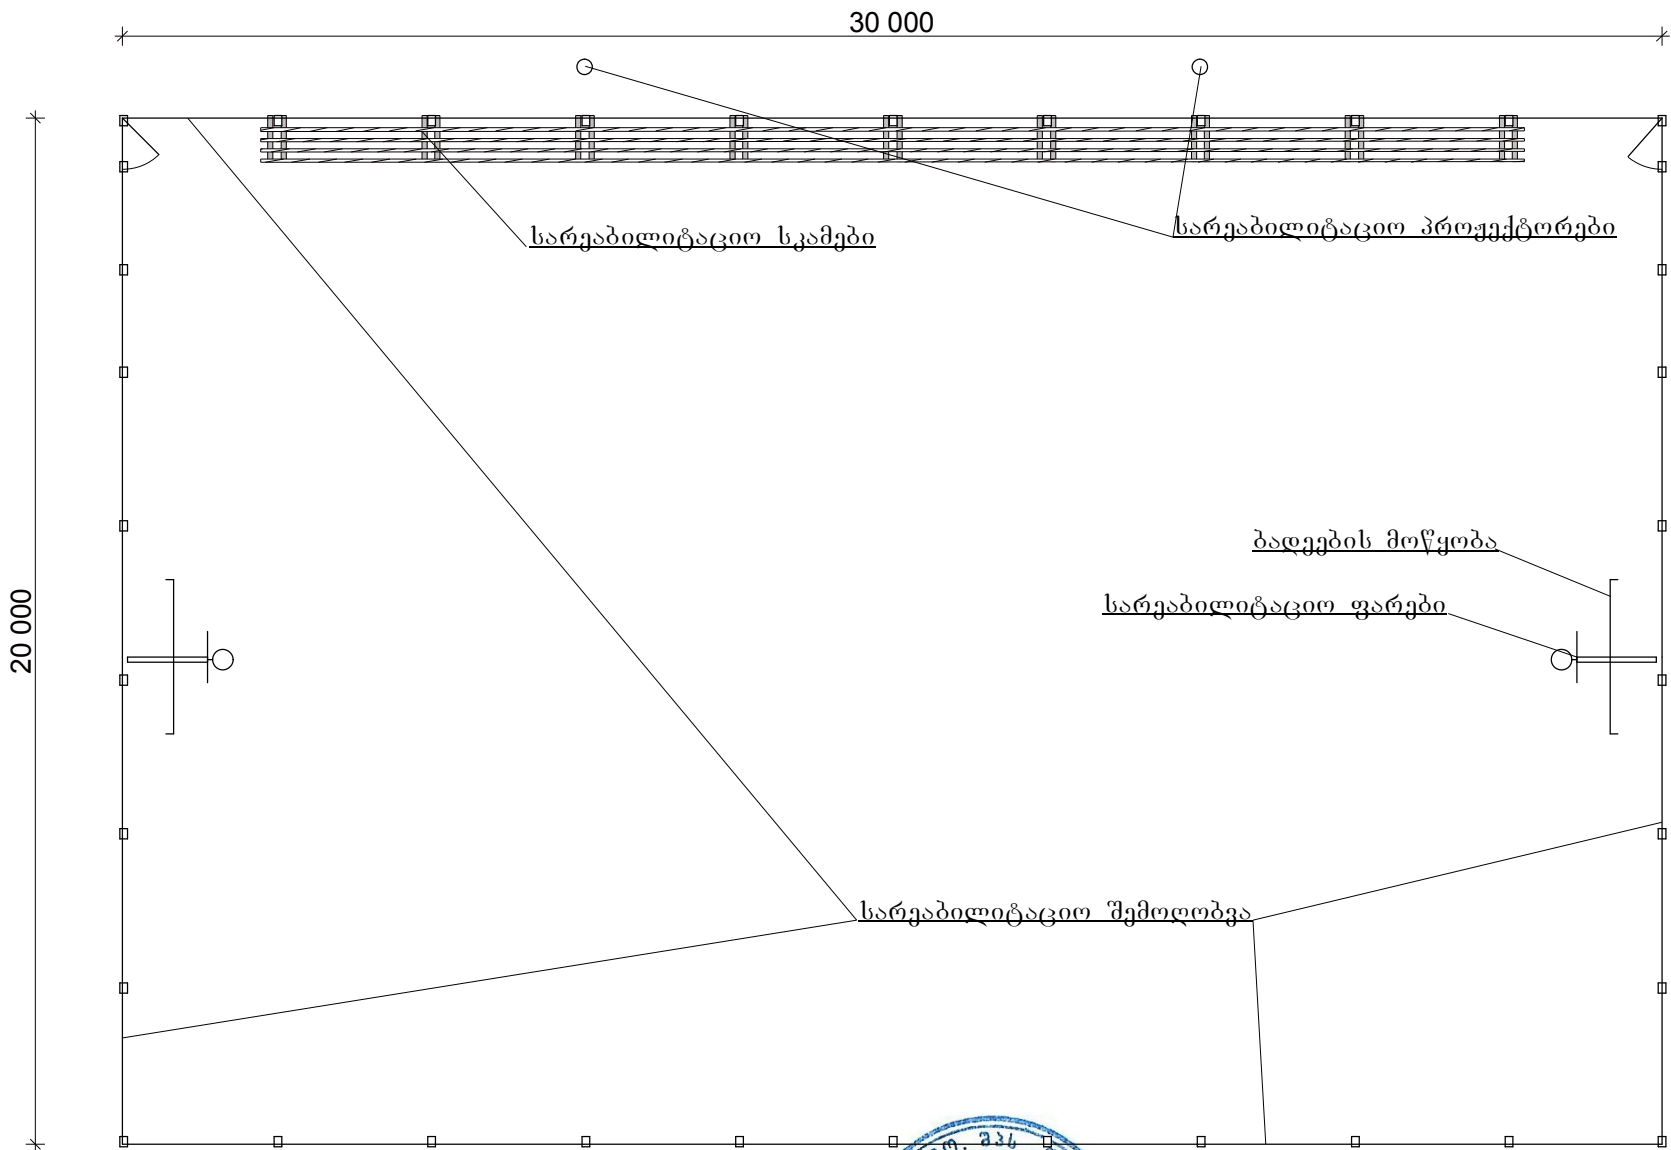 30 000
სარეაბილიტაციო სკამები
სარეაბილიტაციო პროჟექტორები
ბადეების მოწყობა
სარეაბილიტაციო ფარები
20 000
სარეაბილიტაციო შემოღობვა